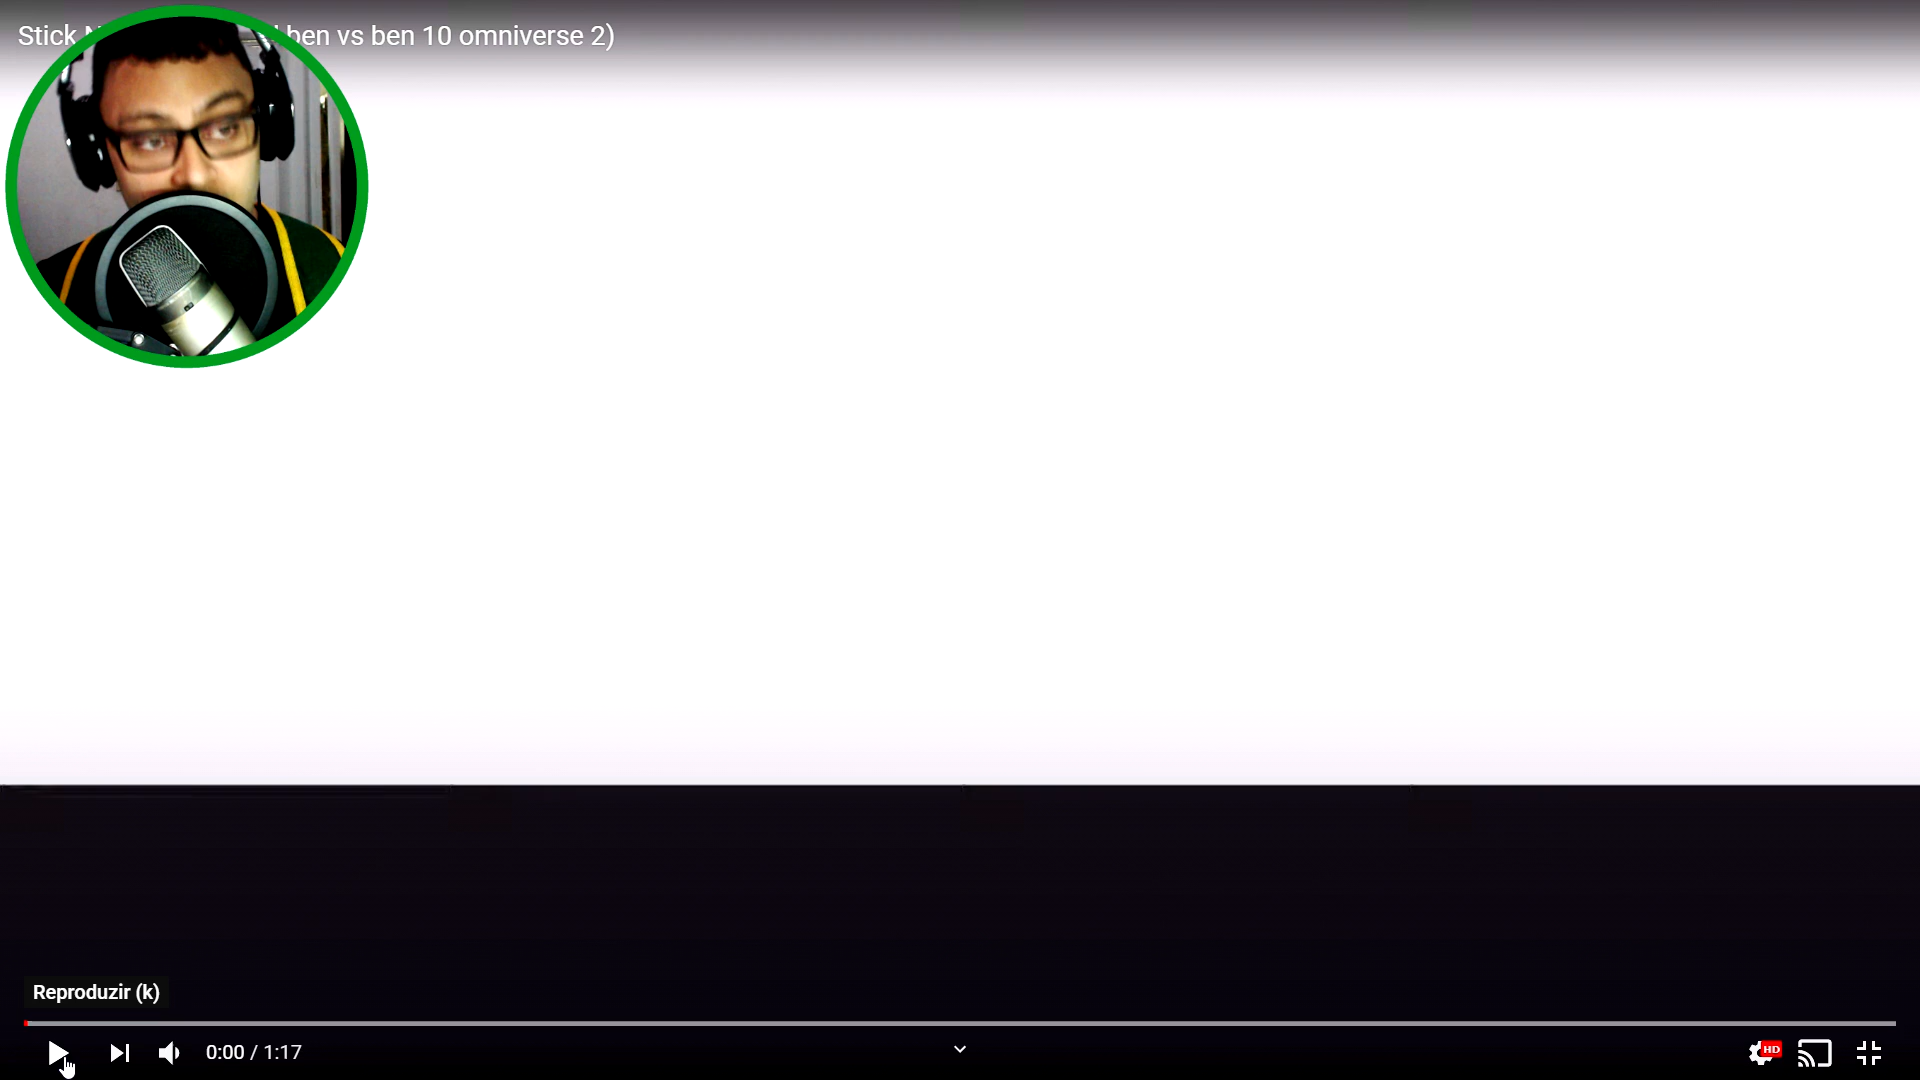 Stick ben vs ben 10 omniverse 2)
Reproduzir (k)
0:00 / 1:17
HD